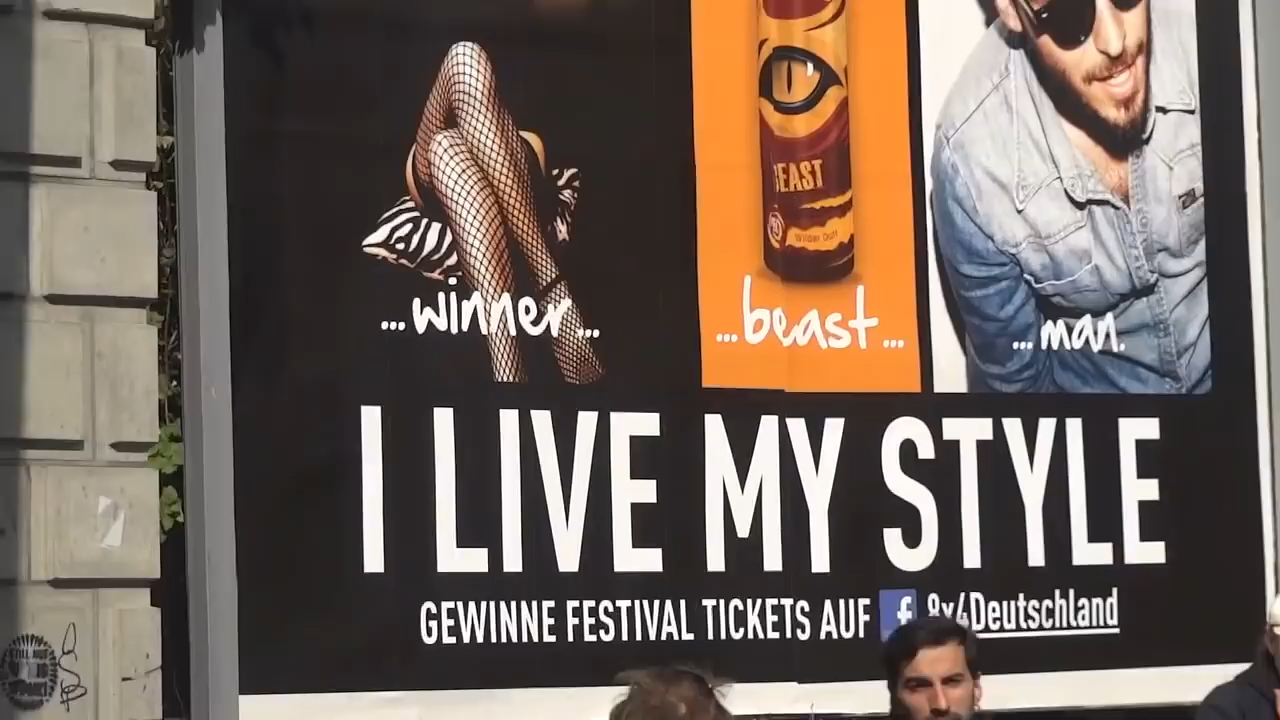 ...winner...
BEAST
Wilder Duft
...beast...
...man.
I LIVE MY STYLE
GEWINNE FESTIVAL TICKETS AUF f 8x4Deutschland